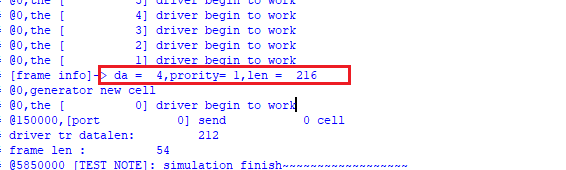 # @0,the [ 5] driver begin to work
# @0,the [ 4] driver begin to work
# @0,the [ 3] driver begin to work
# @0,the [ 2] driver begin to work
# @0,the [ 1] driver begin to work
# [frame info]-> da = 4,prority= 1,len = 216
# @0,generator new cell
# @0,the [ 0] driver begin to work
# @150000,[port 0] send 0 cell
# driver tr datalen: 212
# frame len : 54
# @5850000 [TEST NOTE]: simulation finish~~~~~~~~~~~~~~~~~~